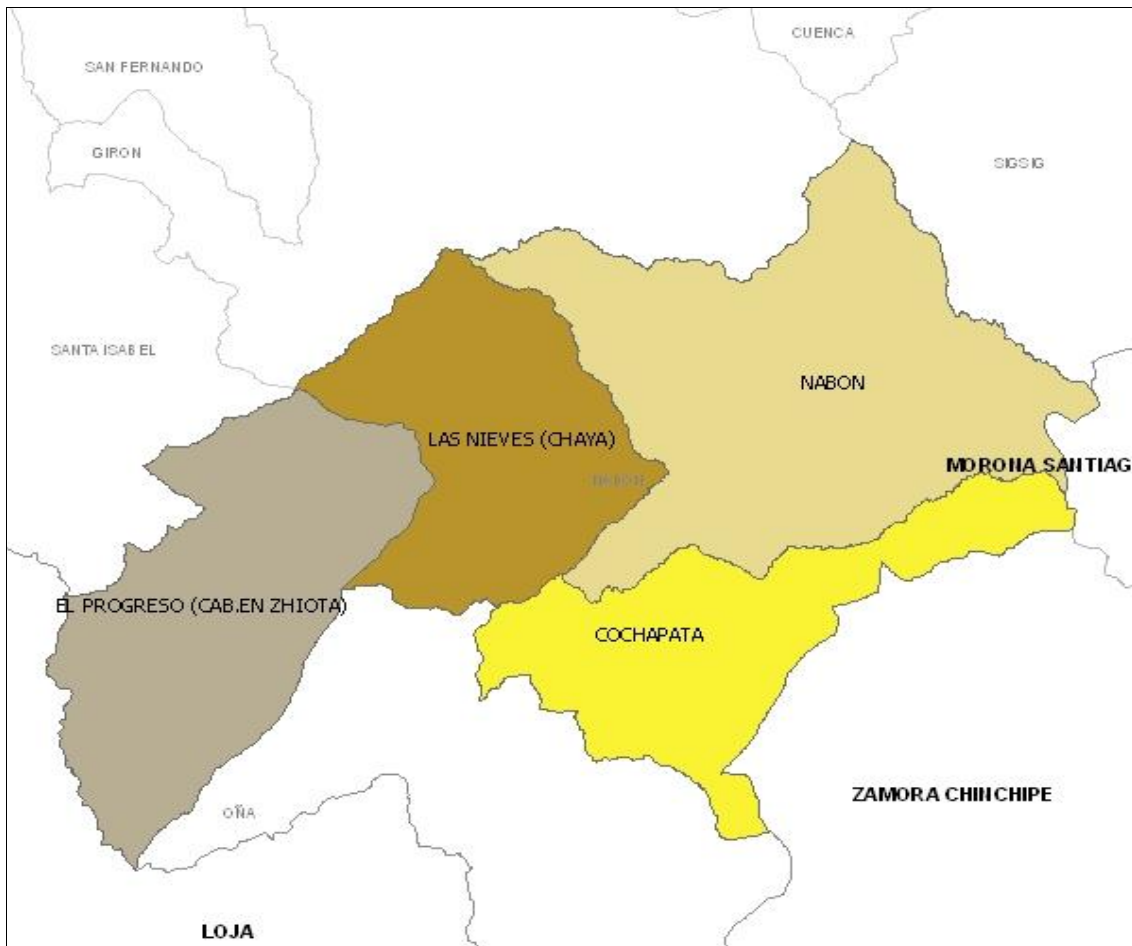 CUENCA
SAN FERNANDO
GIRON
SIGSIG
SANTA ISABEL
NABON
LAS NIEVES (CHAYA)
MORONA SANTIAG
NABON
EL PROGRESO (CAB.EN ZHIOTA)
COCHAPATA
ZAMORA CHINCHIPE
OÑA
LOJA